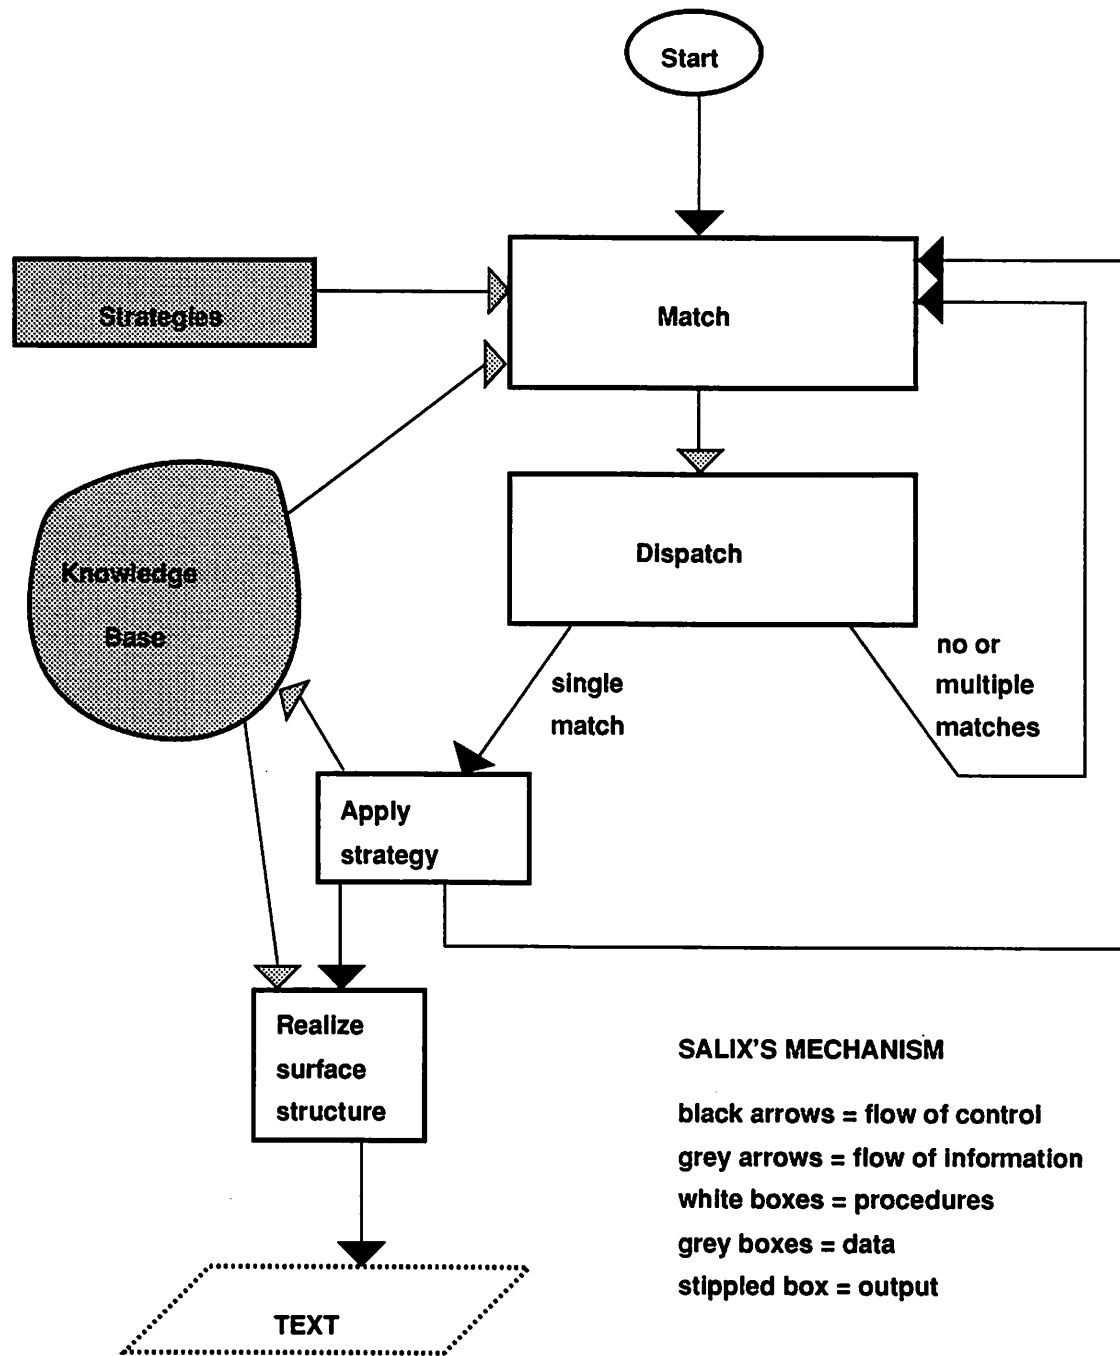 Start
Strategies
Match
Knowledge
Base
Dispatch
single
match
no or
multiple
matches
Apply
strategy
Realize
surface
structure
SALIX'S MECHANISM
black arrows = flow of control
grey arrows = flow of information
white boxes = procedures
grey boxes = data
stippled box = output
TEXT